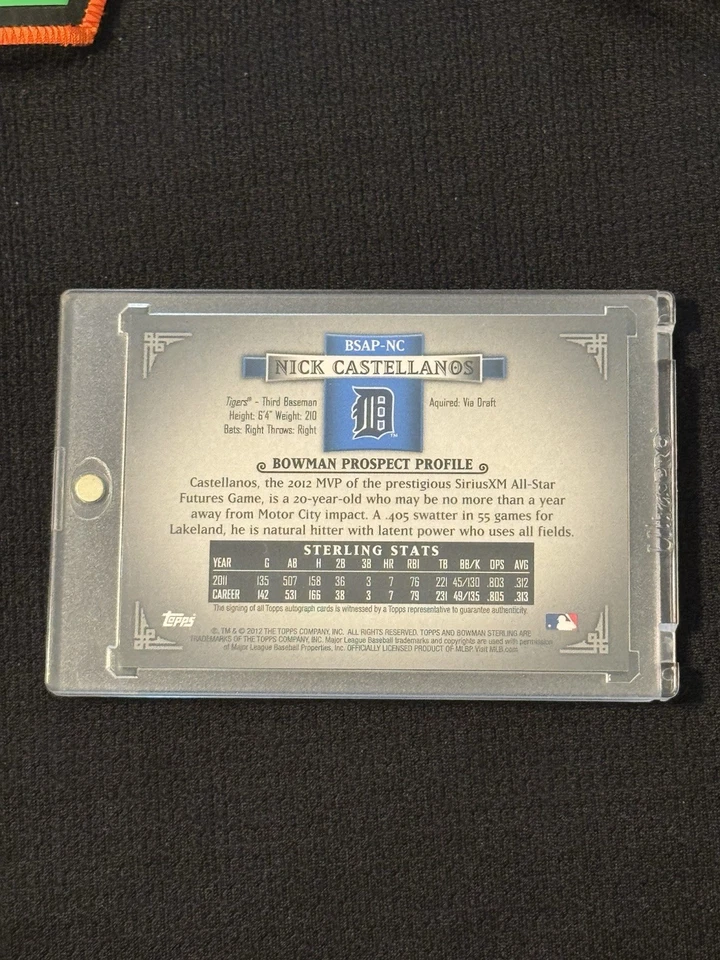 BSAP-NC
NICK CASTELLANOS
Tigers® - Third Baseman
Height: 6'4" Weight: 210
Bats: Right Throws: Right
Aquired: Via Draft
D
TM
BOWMAN PROSPECT PROFILE
Castellanos, the 2012 MVP of the prestigious SiriusXM All-Star
Futures Game, is a 20-year-old who may be no more than a year
away from Motor City impact. A .405 swatter in 55 games for
Lakeland, he is natural hitter with latent power who uses all fields.
STERLING STATS
YEAR G AB H 2B 3B HR RBI TB BB/K OPS AVG
2011 135 507 158 36 3 7 76 221 45/130 .803 .312
CAREER 142 531 166 38 3 7 79 231 49/135 .805 .313
The signing of all Topps autograph cards is witnessed by a Topps representative to guarantee authenticity.
Topps
®, TM & © 2012 THE TOPPS COMPANY, INC. ALL RIGHTS RESERVED. TOPPS AND BOWMAN STERLING ARE
TRADEMARKS OF THE TOPPS COMPANY, INC. Major League Baseball trademarks and copyrights are used with permission
of Major League Baseball Properties, Inc. OFFICIALLY LICENSED PRODUCT OF MLBP. Visit MLB.com